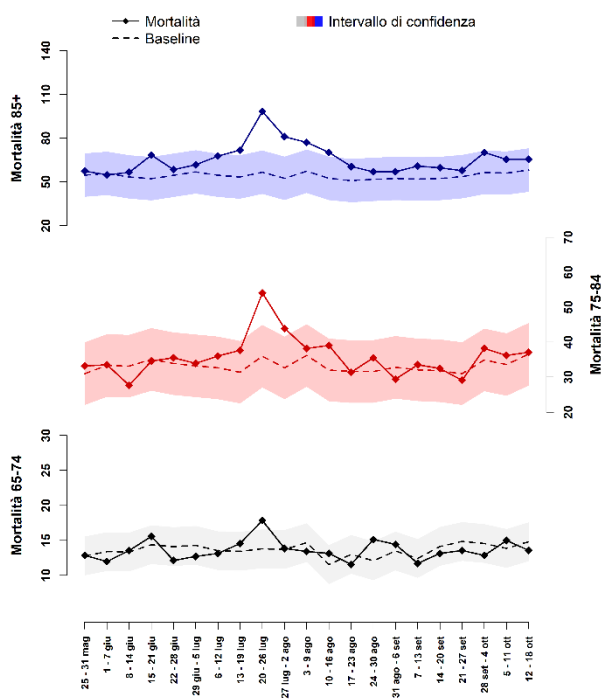 Mortalità
Baseline
Intervallo di confidenza
Mortalità 85+
140
110
80
50
20
Mortalità 75-84
70
60
50
40
30
20
Mortalità 65-74
30
25
20
15
10
25 - 31 mag
1 - 7 giu
8 - 14 giu
15 - 21 giu
22 - 28 giu
29 giu - 5 lug
6 - 12 lug
13 - 19 lug
20 - 26 lug
27 lug - 2 ago
3 - 9 ago
10 - 16 ago
17 - 23 ago
24 - 30 ago
31 ago - 6 set
7 - 13 set
14 - 20 set
21 - 27 set
28 set - 4 ott
5 - 11 ott
12 - 18 ott